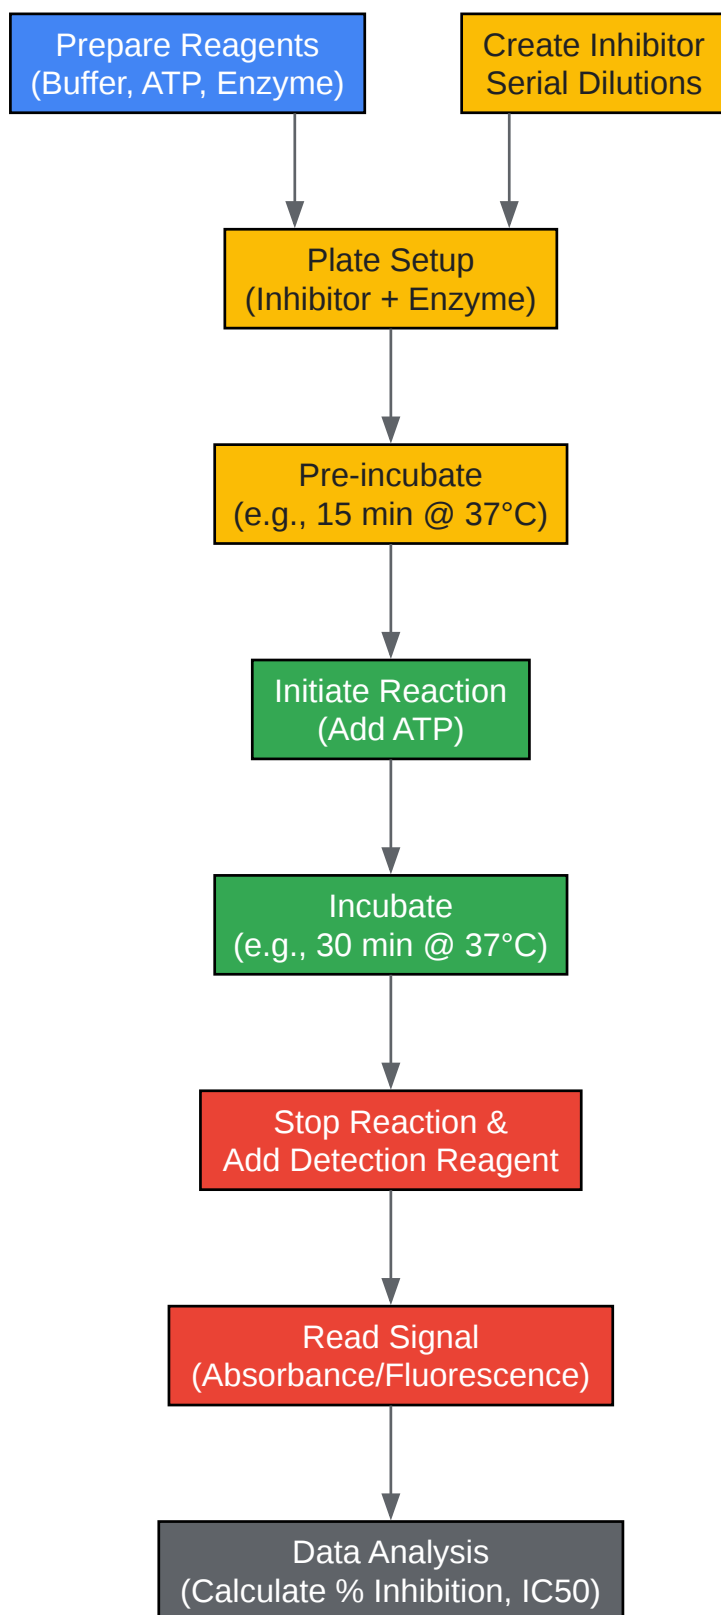 Prepare Reagents
(Buffer, ATP, Enzyme)
Create Inhibitor
Serial Dilutions
Plate Setup
(Inhibitor + Enzyme)
Pre-incubate
(e.g., 15 min @ 37°C)
Initiate Reaction
(Add ATP)
Incubate
(e.g., 30 min @ 37°C)
Stop Reaction &
Add Detection Reagent
Read Signal
(Absorbance/Fluorescence)
Data Analysis
(Calculate % Inhibition, IC50)